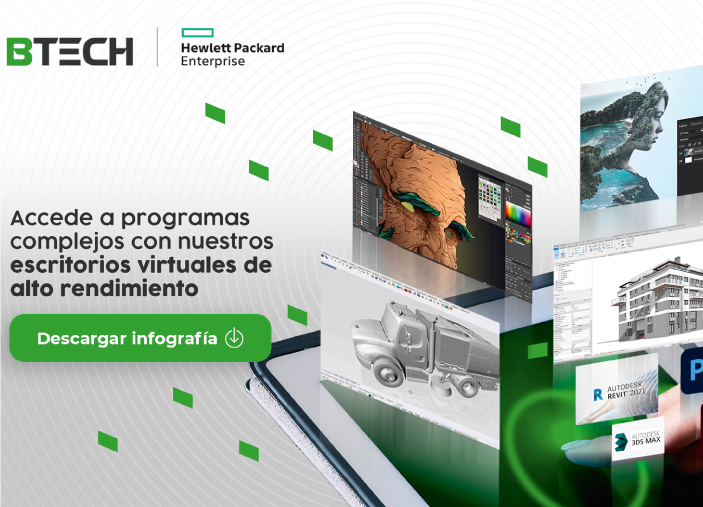 BTECH
Hewlett Packard
Enterprise
Accede a programas
complejos con nuestros
escritorios virtuales de
alto rendimiento
Descargar infografía
R AUTODESK
REVIT 2021
AUTODESK
3DS MAX
P